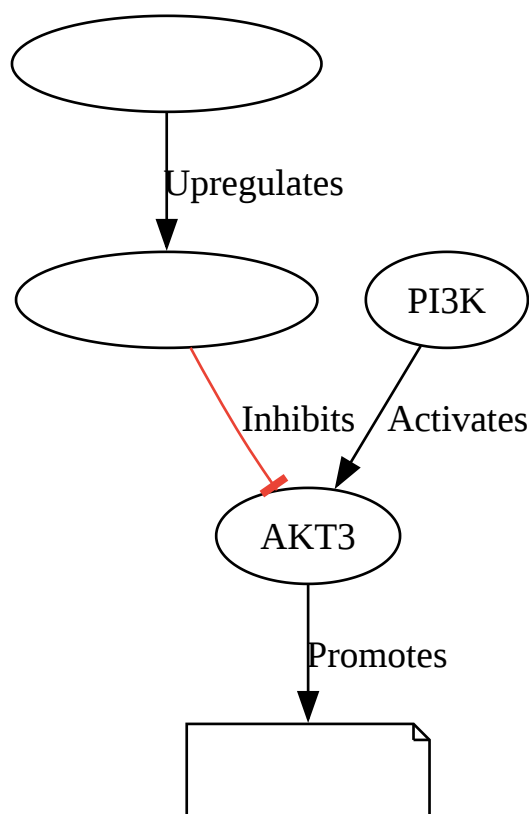 Upregulates
PI3K
Inhibits
Activates
AKT3
Promotes